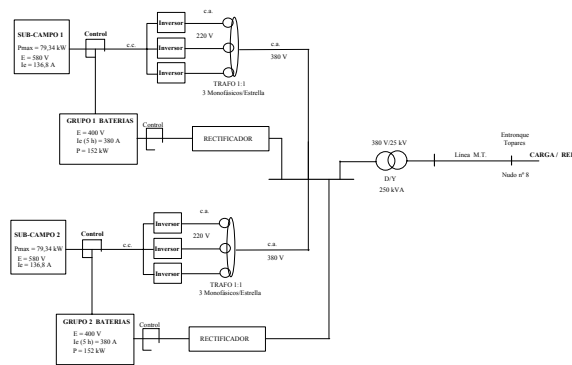 c.a.
Inversor
SUB-CAMPO 1
Control
220 V
Pmax = 79,34 kW
E = 580 V
Ic = 136,8 A
c.c.
Inversor
c.a.
380 V
Inversor
TRAFO 1:1
3 Monofásicos/Estrella
GRUPO 1 BATERIAS
Control
E = 400 V
Ic (5 h) = 380 A
P = 152 kW
RECTIFICADOR
380 V/25 kV
Entronque
Topares
Linea M.T.
CARGA / RE
D/Y
250 kVA
Nudo nº 8
c.a.
Inversor
SUB-CAMPO 2
Control
220 V
Pmax = 79,34 kW
E = 580 V
Ic = 136,8 A
c.c.
Inversor
c.a.
380 V
Inversor
TRAFO 1:1
3 Monofásicos/Estrella
GRUPO 2 BATERIAS
Control
E = 400 V
Ic (5 h) = 380 A
P = 152 kW
RECTIFICADOR